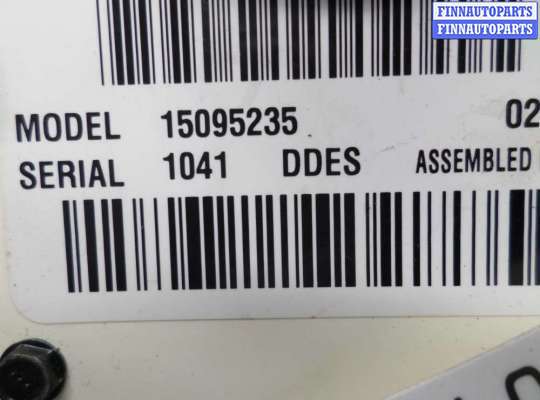 FINNAUTOPARTS
FINNAUTOPARTS
MODEL 15095235 02
SERIAL 1041 DDES ASSEMBLED